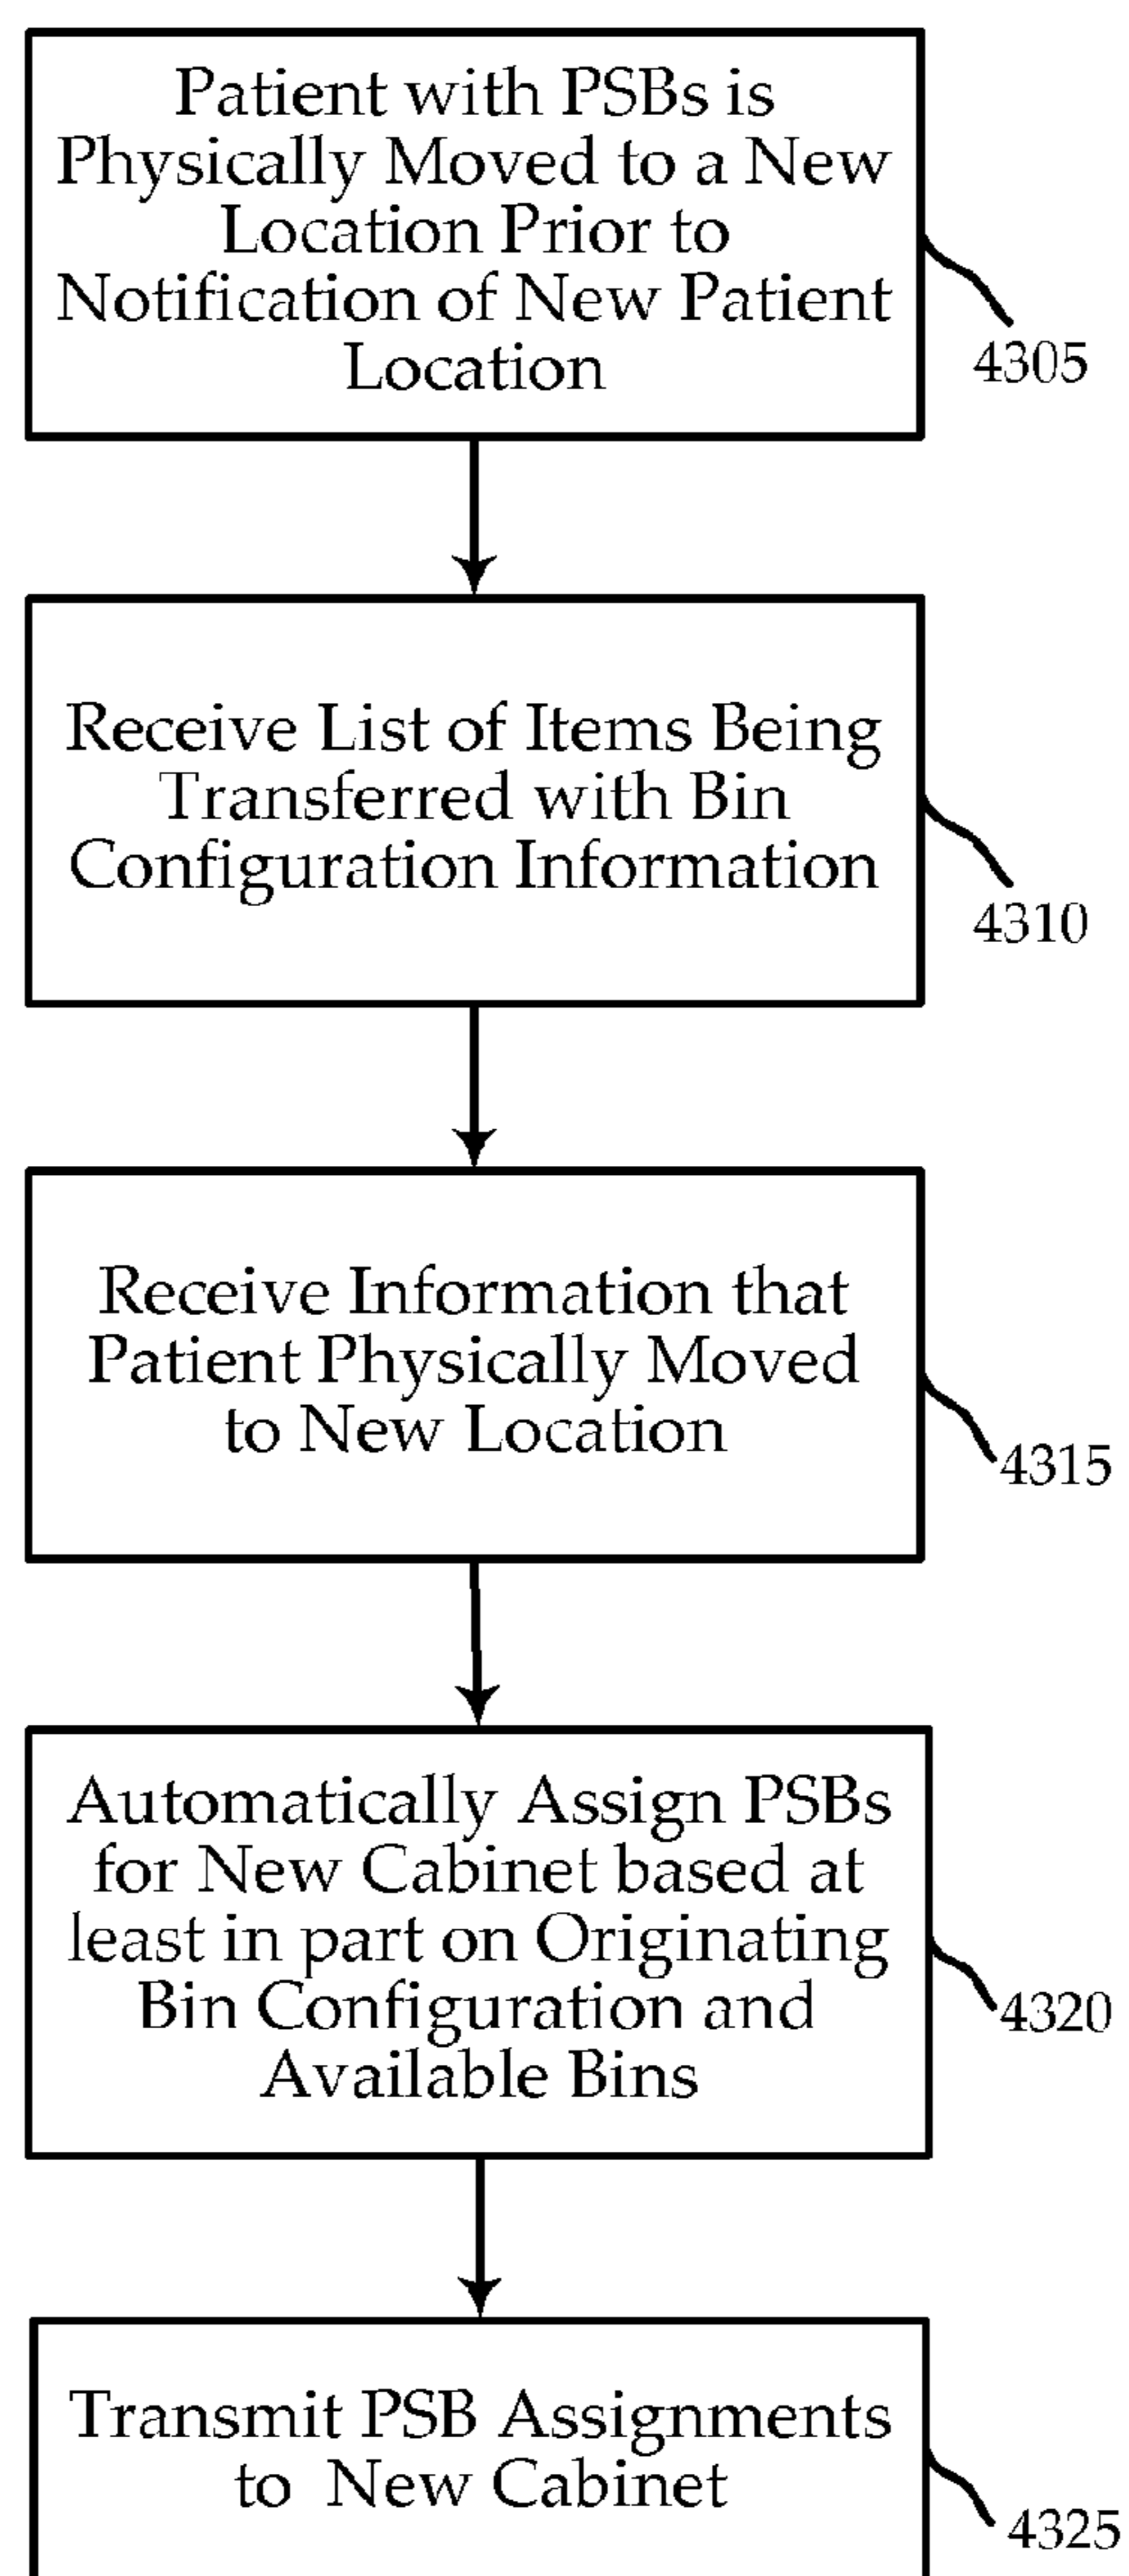 Patient with PSBs is
Physically Moved to a New
Location Prior to
Notification of New Patient
Location
4305
Receive List of Items Being
Transferred with Bin
Configuration Information
4310
Receive Information that
Patient Physically Moved
to New Location
4315
Automatically Assign PSBs
for New Cabinet based at
least in part on Originating
Bin Configuration and
Available Bins
4320
Transmit PSB Assignments
to New Cabinet
4325